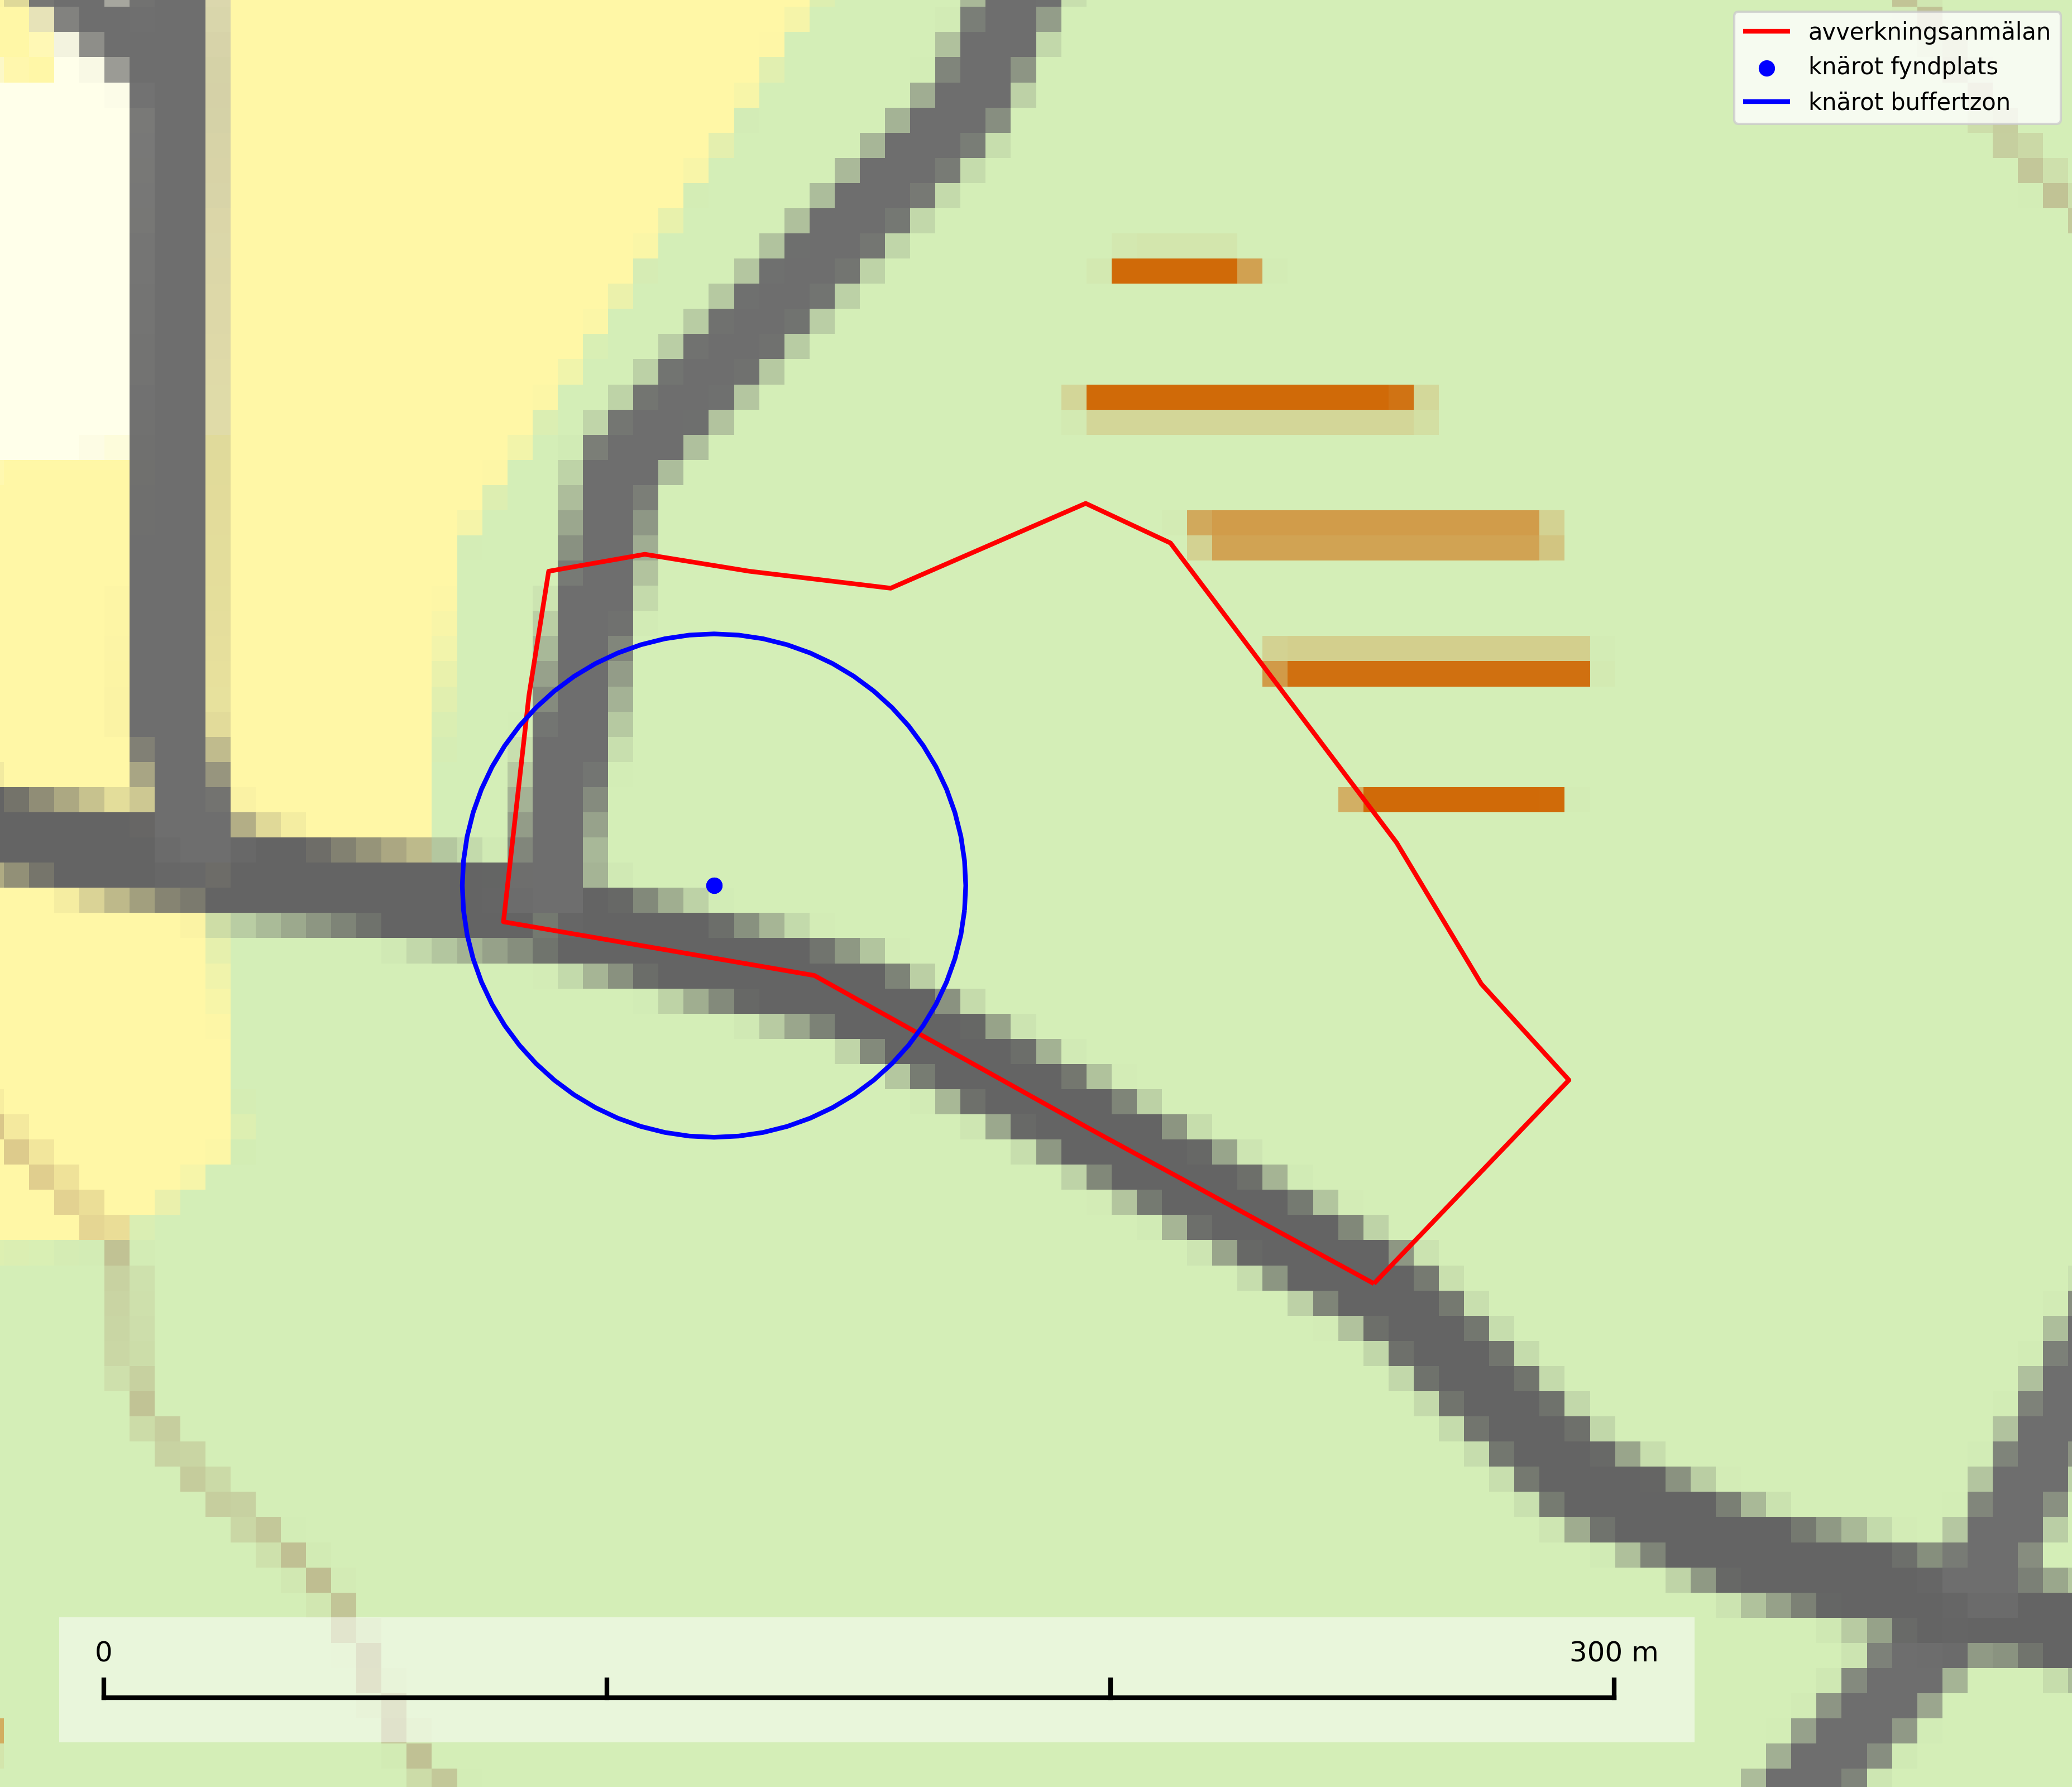 avverkningsanmälan
knärot fyndplats
knärot buffertzon
0 300 m